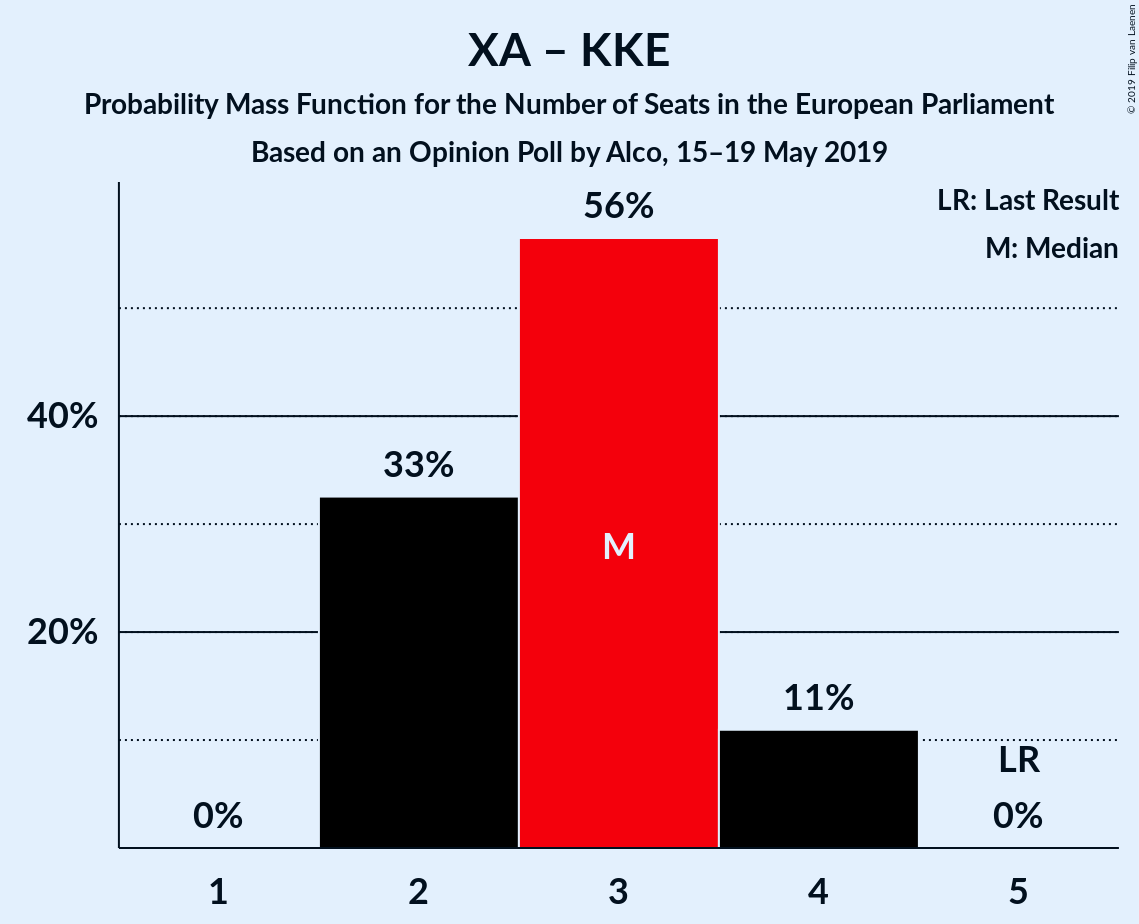 XA – KKE
Probability Mass Function for the Number of Seats in the European Parliament
Based on an Opinion Poll by Alco, 15–19 May 2019
© 2019 Filip van Laenen
LR: Last Result
M: Median
56%
40%
33%
M
20%
11%
LR
0%
0%
1 2 3 4 5